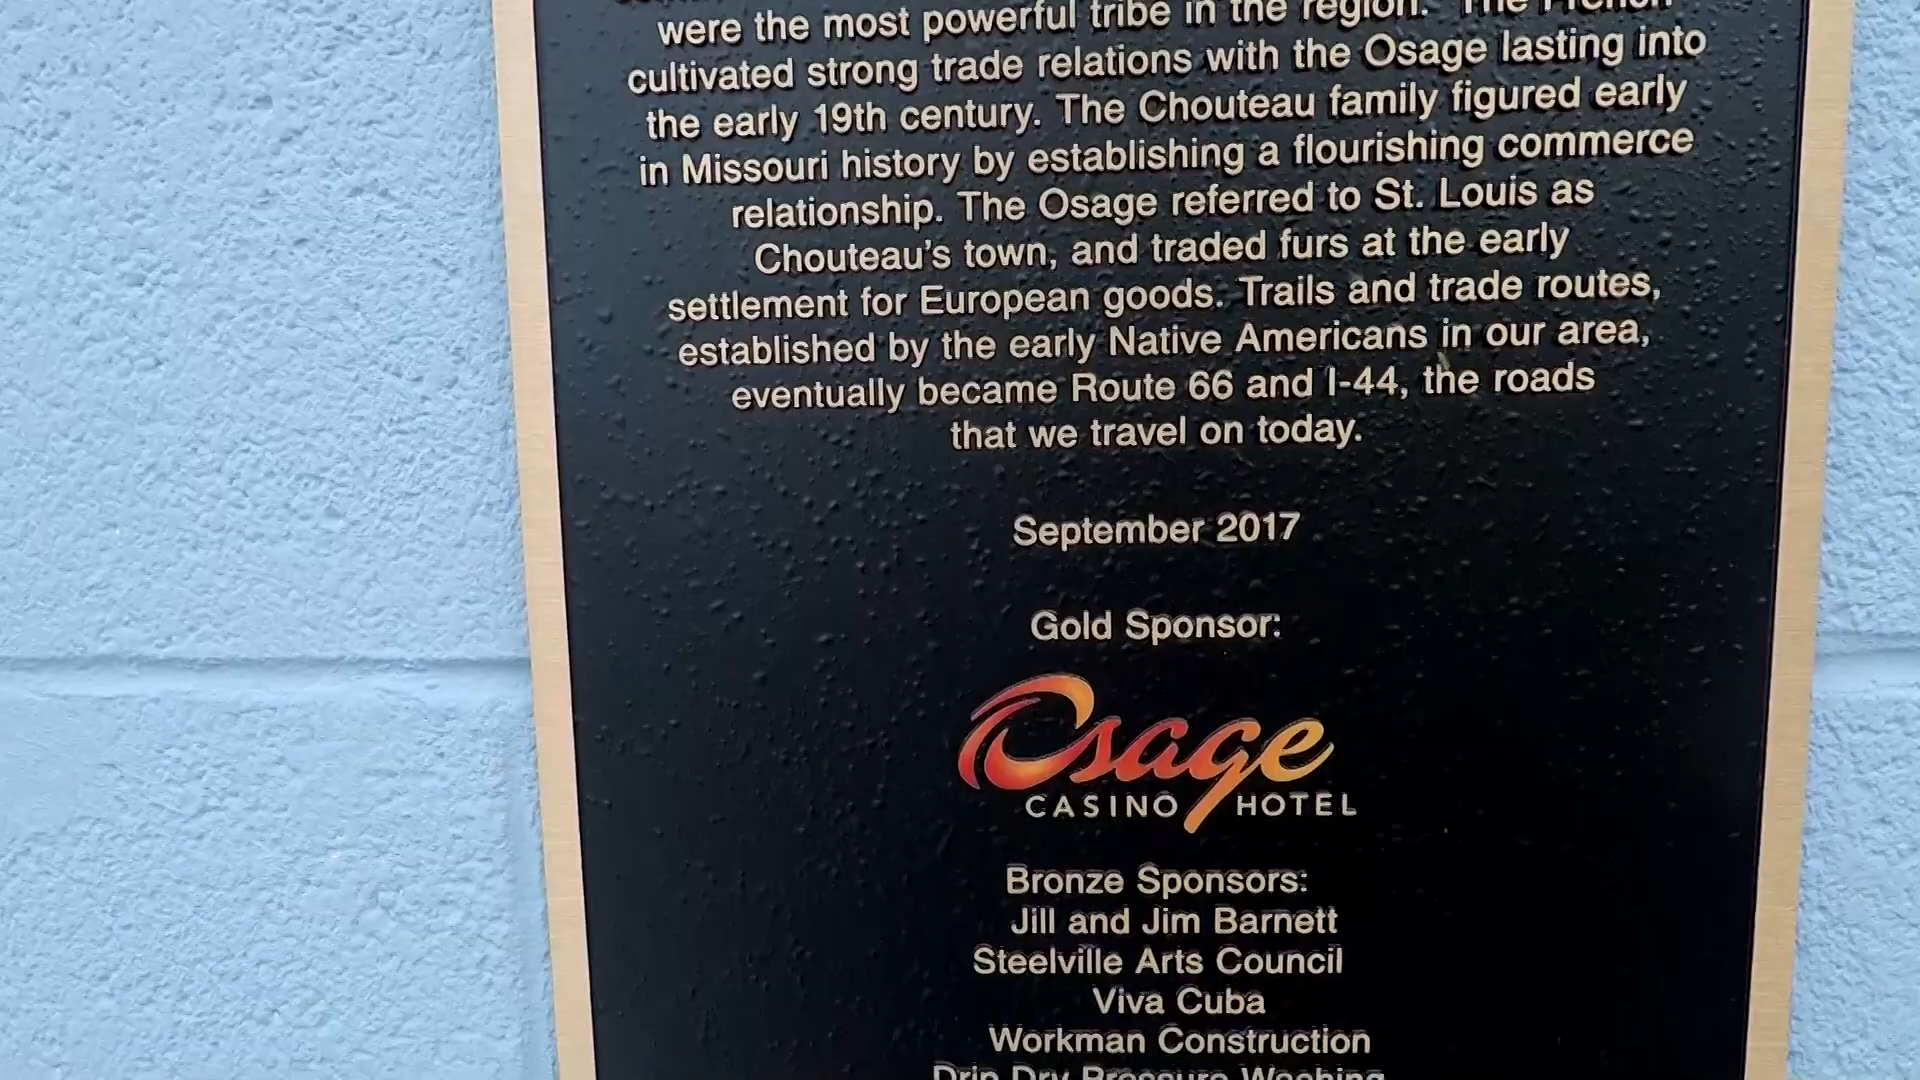 were the most powerful tribe in the region. The French
cultivated strong trade relations with the Osage lasting into
the early 19th century. The Chouteau family figured early
in Missouri history by establishing a flourishing commerce
relationship. The Osage referred to St. Louis as
Chouteau's town, and traded furs at the early
settlement for European goods. Trails and trade routes,
established by the early Native Americans in our area,
eventually became Route 66 and I-44, the roads
that we travel on today.
September 2017
Gold Sponsor:
Osage
CASINO HOTEL
Bronze Sponsors:
Jill and Jim Barnett
Steelville Arts Council
Viva Cuba
Workman Construction
Drip Dry Pressure Washing